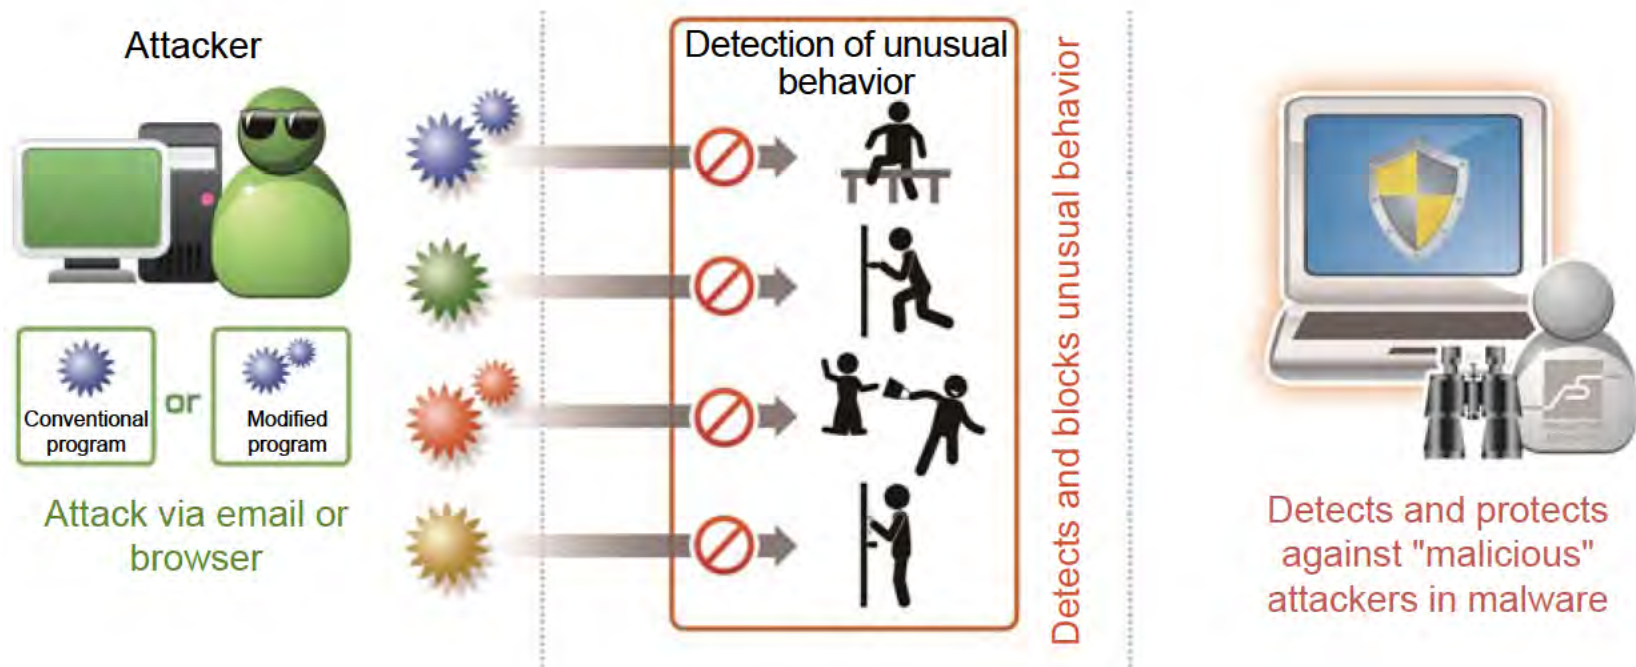 Attacker
Conventional
program
or
Modified
program
Attack via email or
browser
Detection of unusual
behavior
Detects and blocks unusual behavior
Detects and protects
against "malicious"
attackers in malware